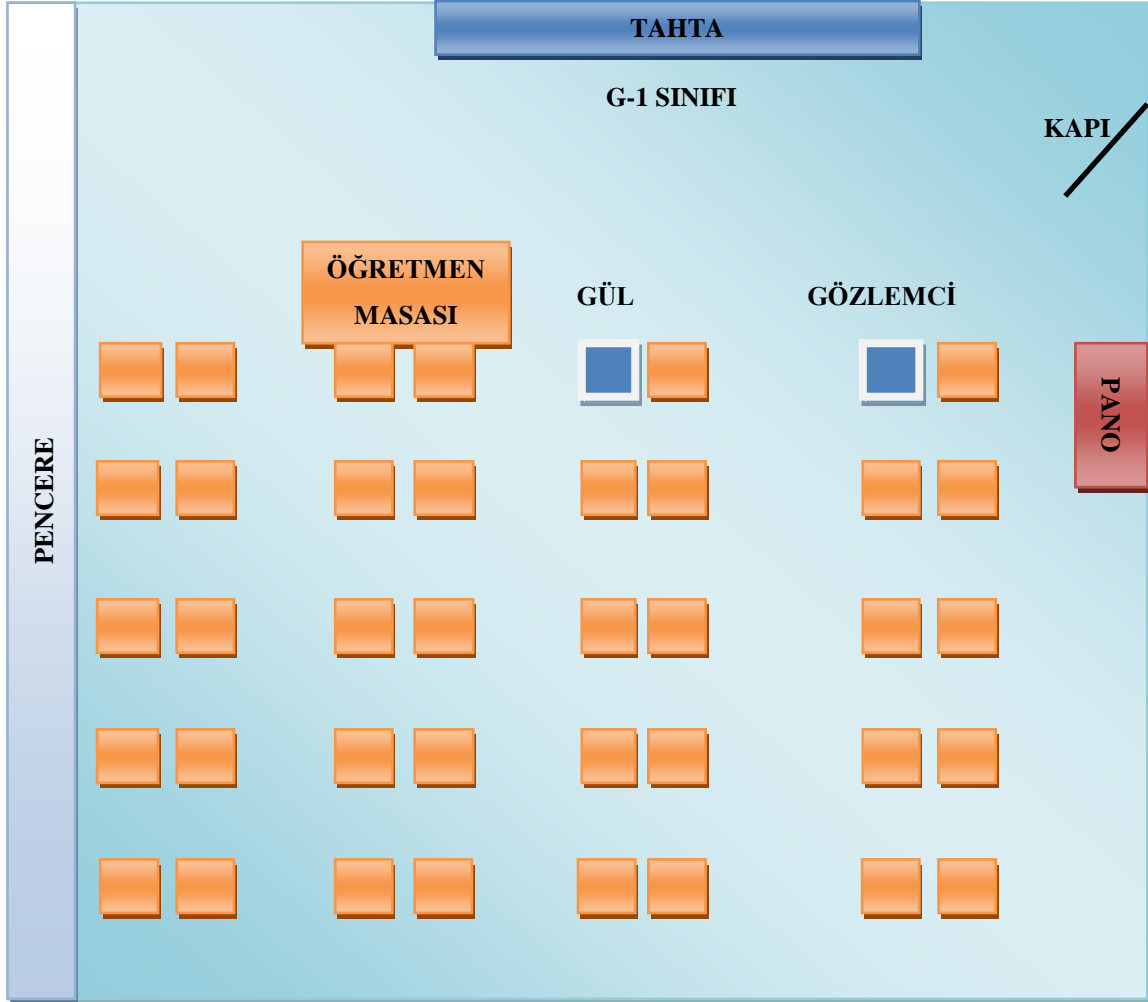 TAHTA
G-1 SINIFI
KAPI
ÖĞRETMEN
MASASI
GÜL
GÖZLEMCİ
PANO
PENCERE